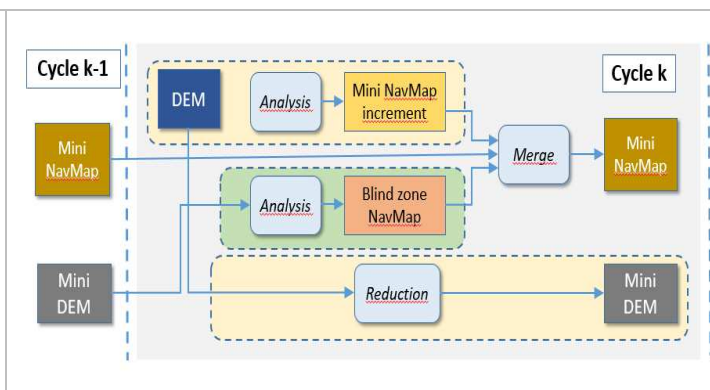 Cycle k-1
Cycle k
DEM
Analysis
Mini NavMap
increment
Mini
NavMap
Merge
Mini
NavMap
Analysis
Blind zone
NavMap
Mini
DEM
Reduction
Mini
DEM